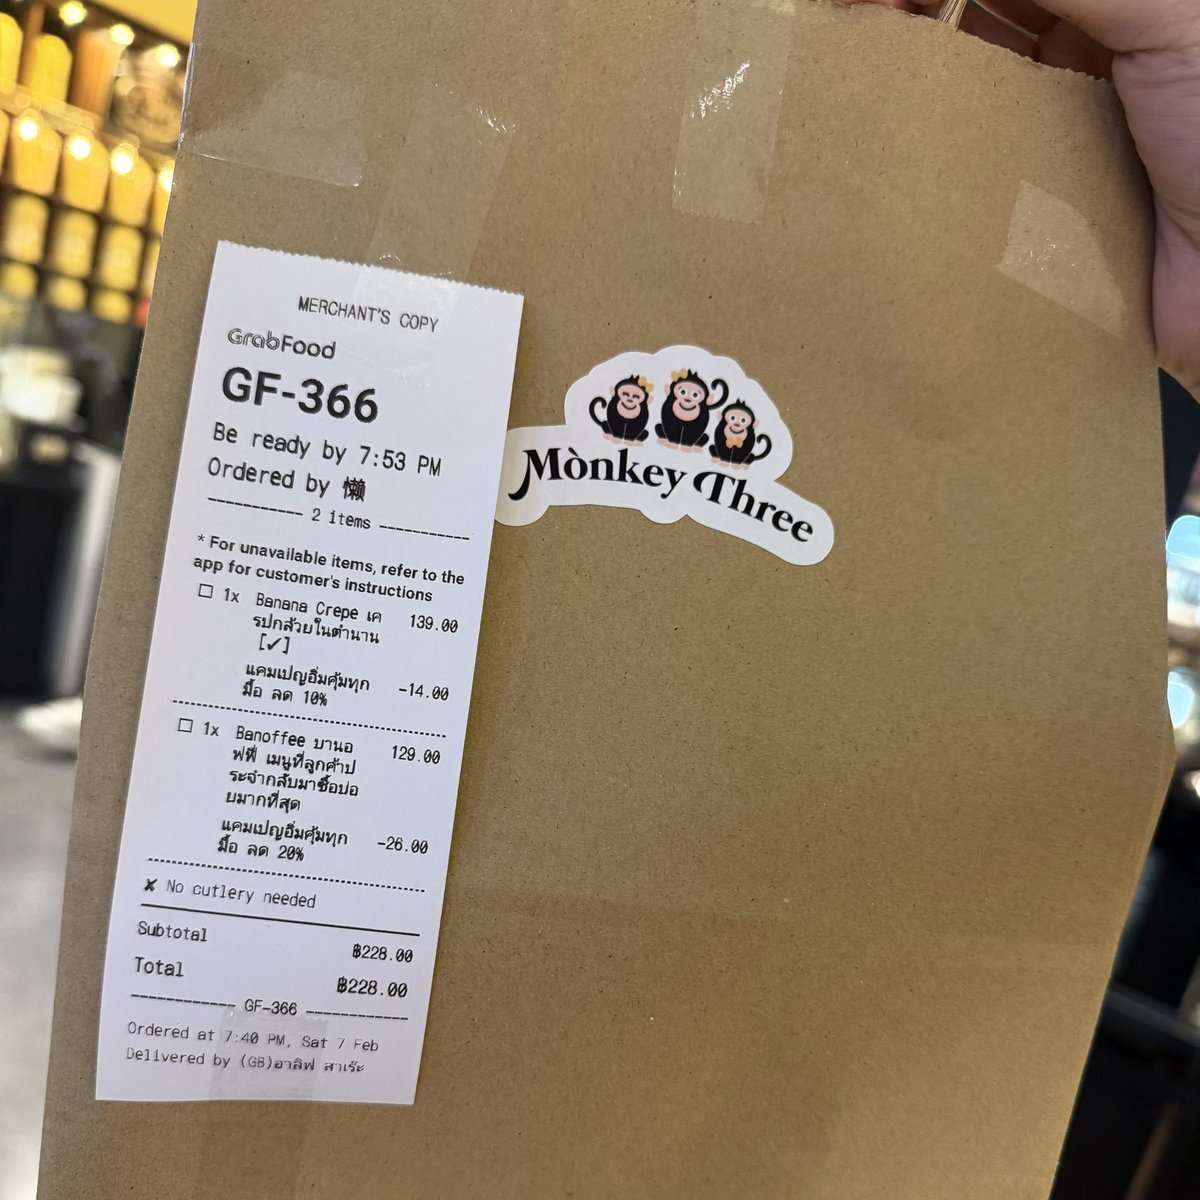 MERCHANT'S COPY
GrabFood
GF-366
Be ready by 7:53 PM
Ordered by 懒
2 items
* For unavailable items, refer to the
app for customer's instructions
1x Banana Crepe เค 139.00
รปกล้วยในตำนาน
[✓]
แคมเปญอิ่มคุ้มทุก -14.00
มื้อ ลด 10%
1x Banoffee บานอ 129.00
ฟฟี่ เมนูที่ลูกค้าป
ระจำกลับมาซื้อบ่อ
ยมากที่สุด
แคมเปญอิ่มคุ้มทุก -26.00
มื้อ ลด 20%
✘ No cutlery needed
Subtotal ฿228.00
Total ฿228.00
GF-366
Ordered at 7:40 PM, Sat 7 Feb
Delivered by (GB)อาลิฟ สาเร๊ะ
Mònkey Three